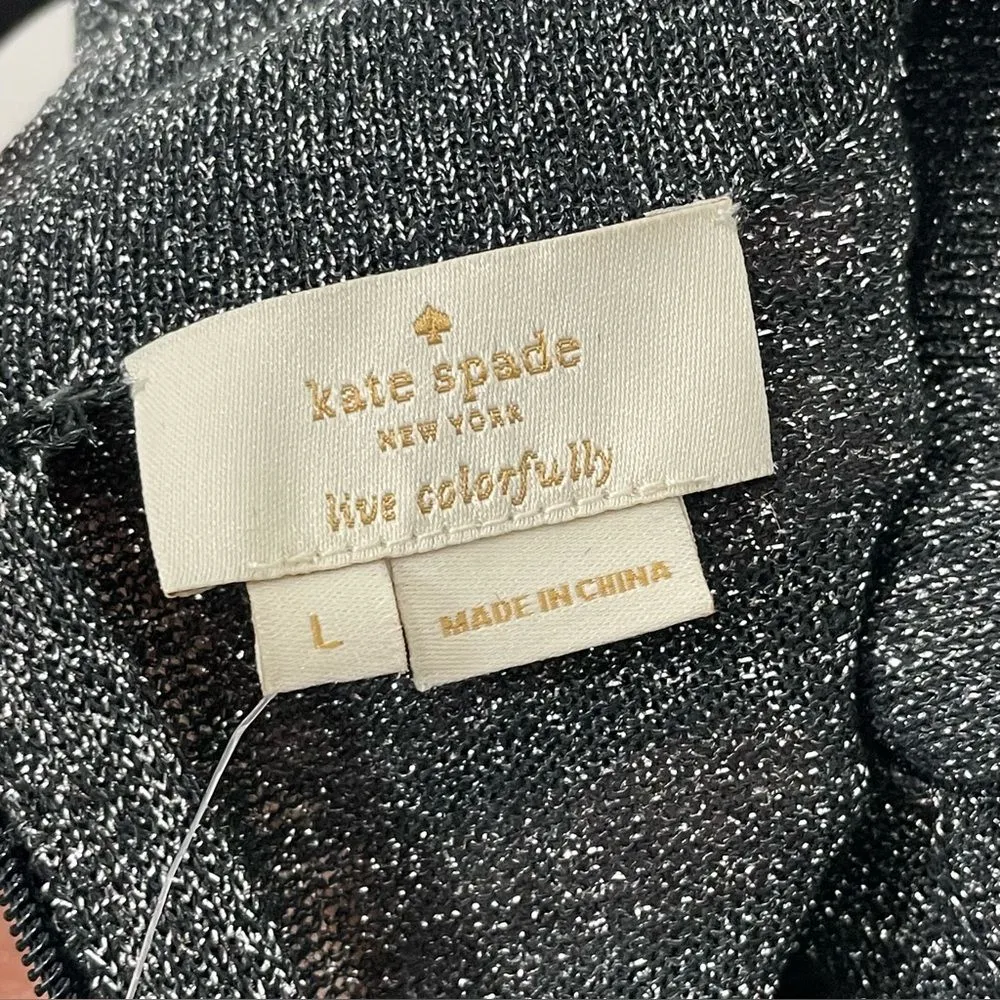 kate spade
NEW YORK
live colorfully
L
MADE IN CHINA